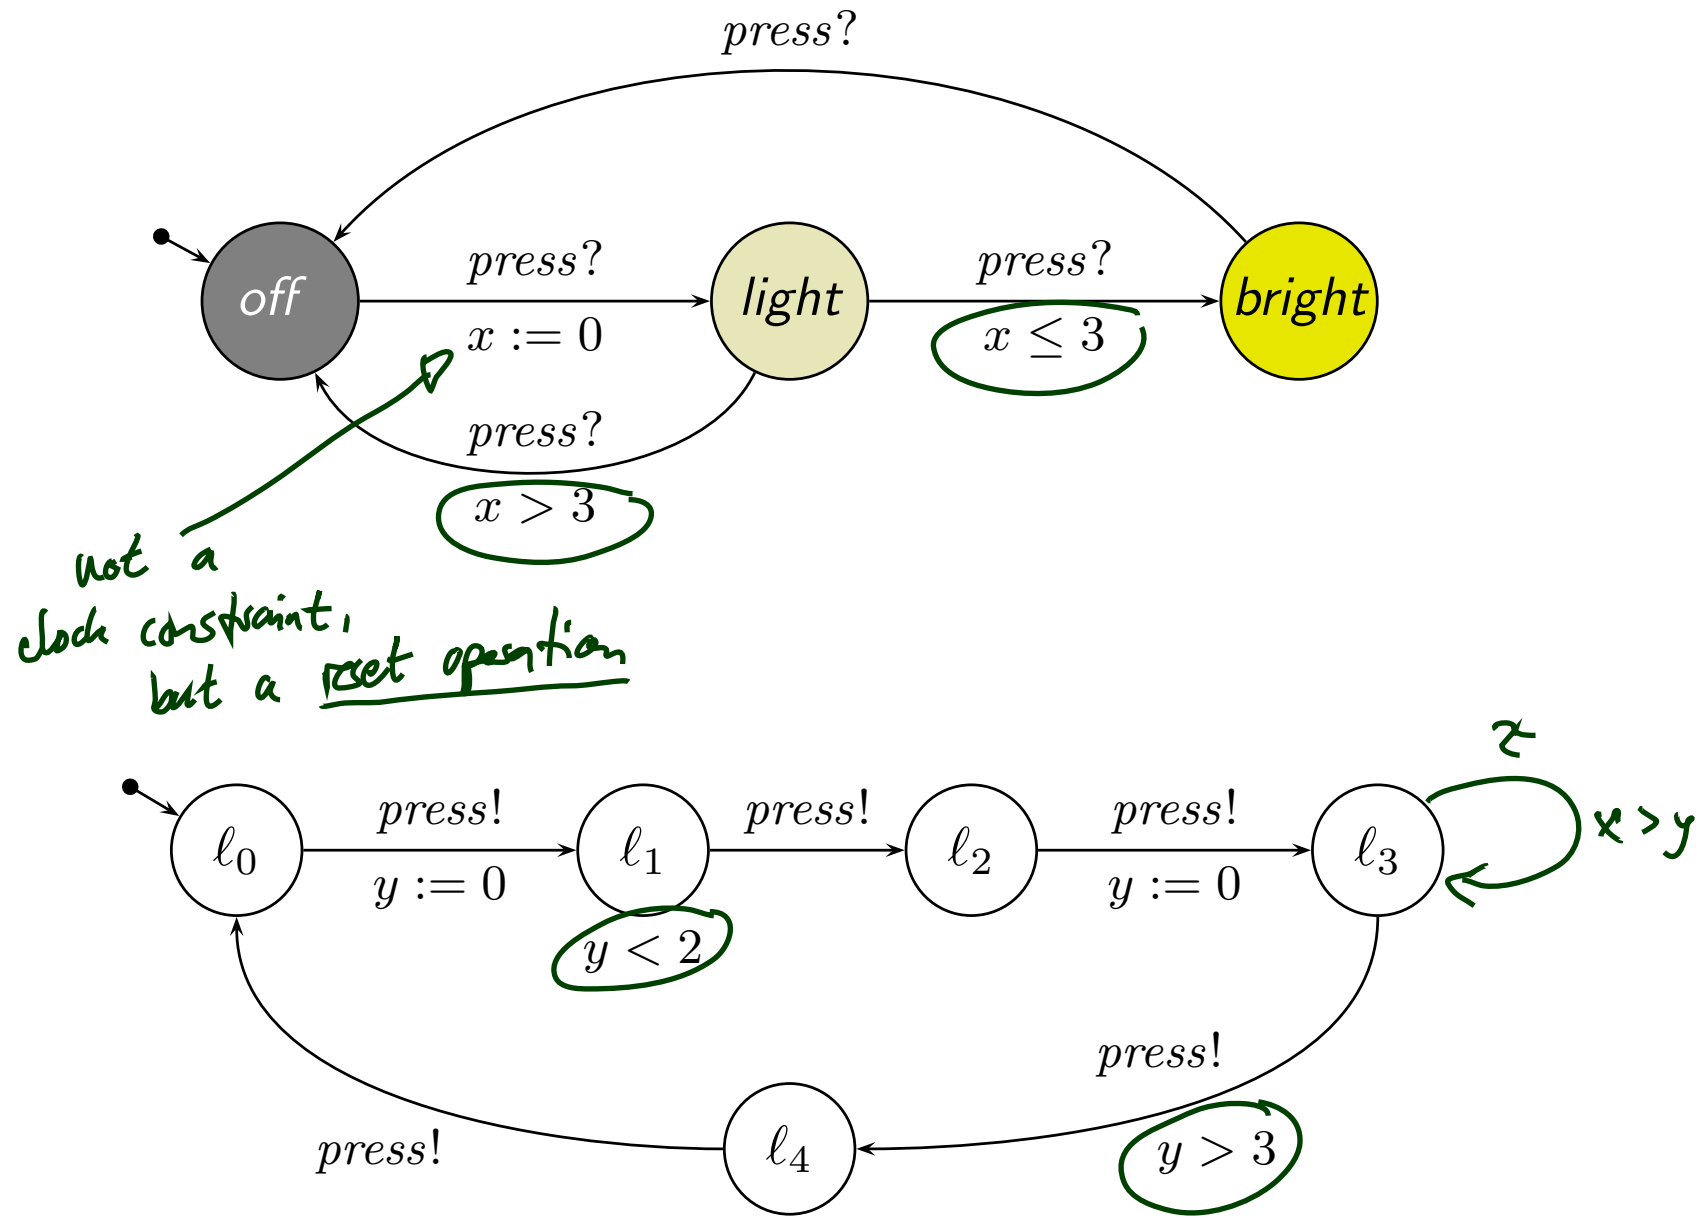 press?
off
press?
x := 0
light
press?
x ≤ 3
bright
press?
x > 3
not a
clock constraint,
but a reset operation
ℓ0
press!
y := 0
ℓ1
y < 2
press!
ℓ2
press!
y := 0
ℓ3
x > y
press!
y > 3
ℓ4
press!